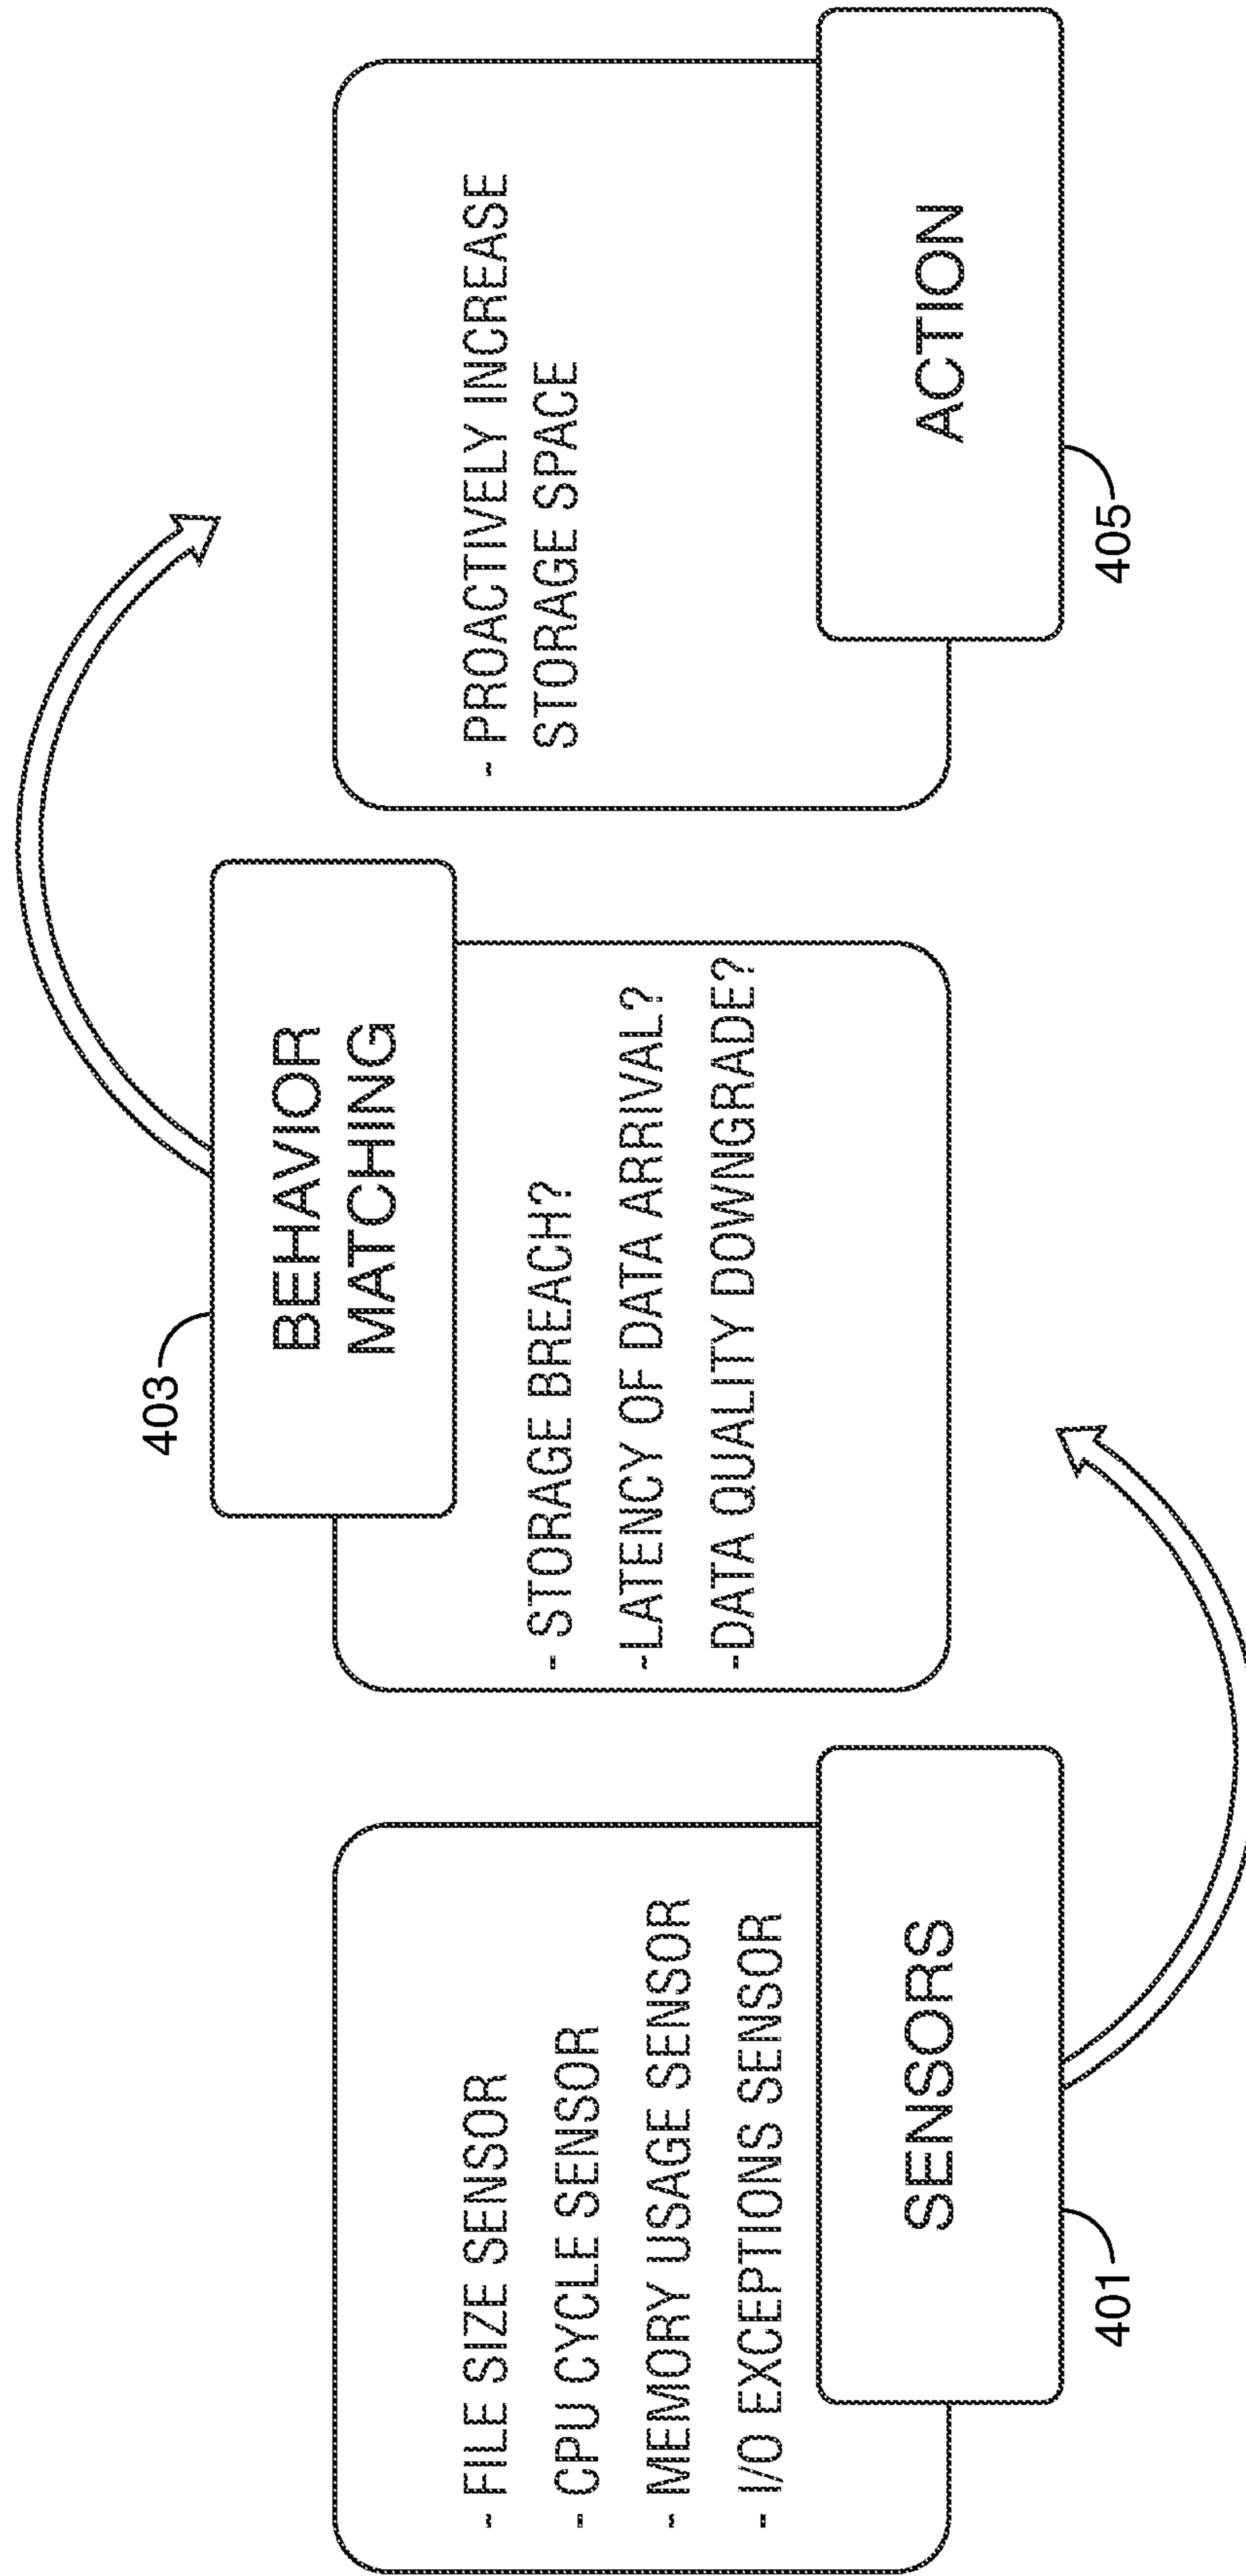 - FILE SIZE SENSOR
- CPU CYCLE SENSOR
- MEMORY USAGE SENSOR
- I/O EXCEPTIONS SENSOR
SENSORS
401
403
BEHAVIOR
MATCHING
- STORAGE BREACH?
- LATENCY OF DATA ARRIVAL?
-DATA QUALITY DOWNGRADE?
- PROACTIVELY INCREASE
STORAGE SPACE
ACTION
405